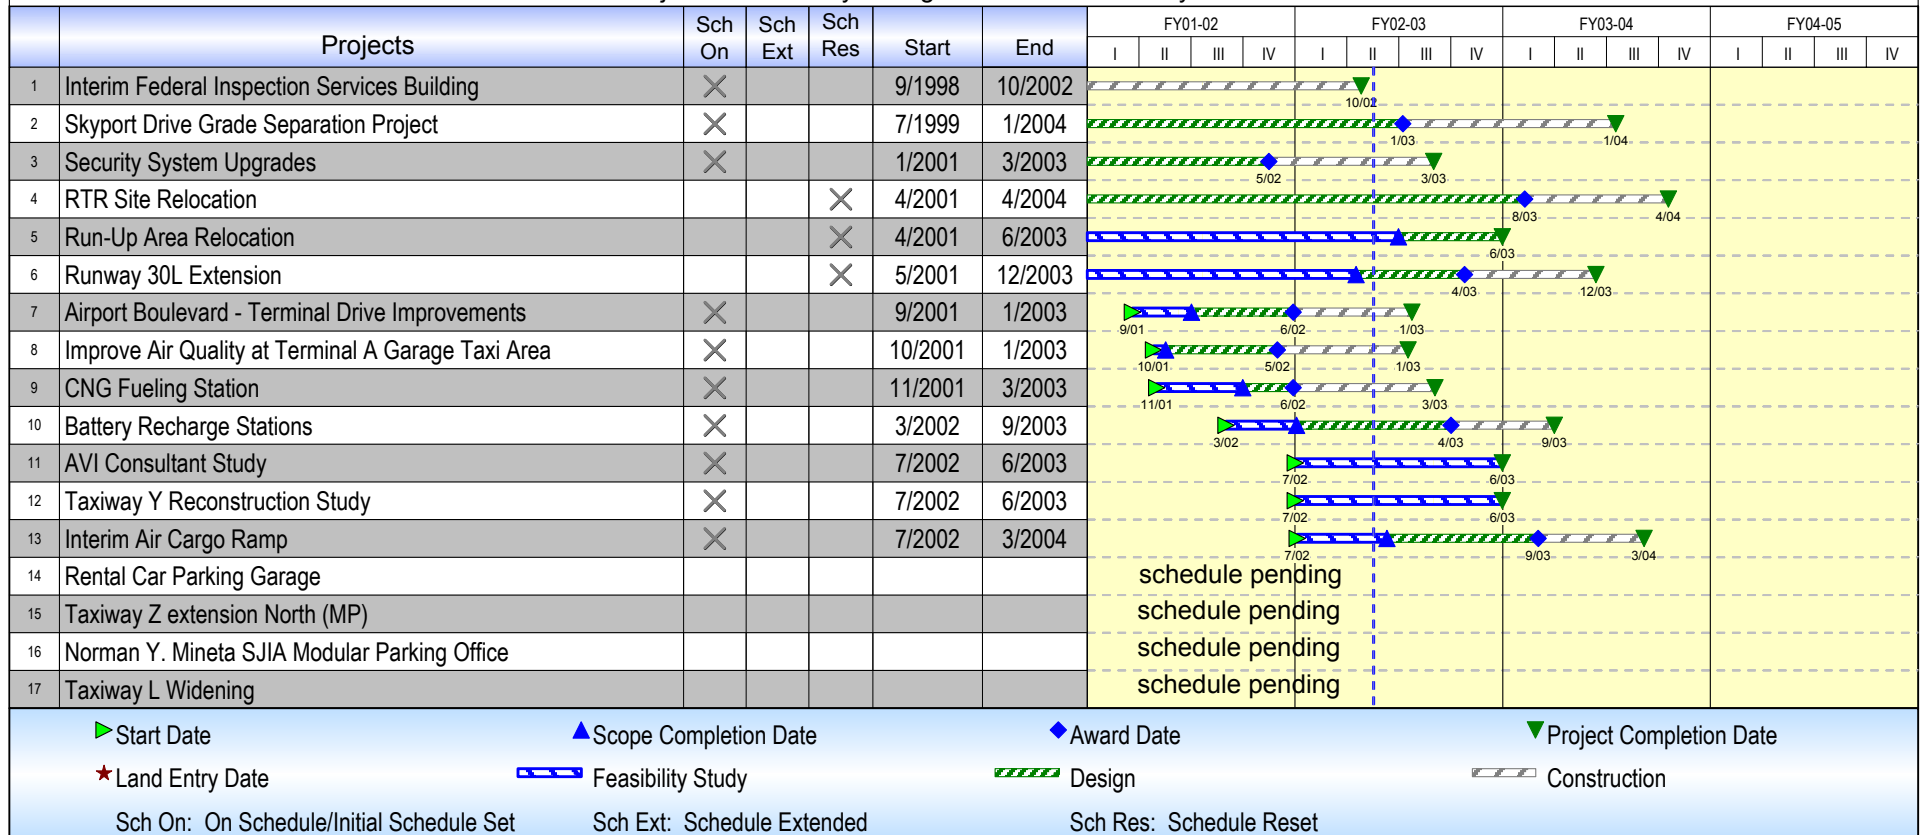 Projects Sch On Sch Ext Sch Res Start End FY01-02 FY02-03 FY03-04 FY04-05
I II III IV I II III IV I II III IV I II III IV
1 Interim Federal Inspection Services Building 9/1998 10/2002 10/02
2 Skyport Drive Grade Separation Project 7/1999 1/2004 1/03 1/04
3 Security System Upgrades 1/2001 3/2003 5/02 3/03
4 RTR Site Relocation 4/2001 4/2004 8/03 4/04
5 Run-Up Area Relocation 4/2001 6/2003 6/03
6 Runway 30L Extension 5/2001 12/2003 4/03 12/03
7 Airport Boulevard - Terminal Drive Improvements 9/2001 1/2003 9/01 6/02 1/03
8 Improve Air Quality at Terminal A Garage Taxi Area 10/2001 1/2003 10/01 5/02 1/03
9 CNG Fueling Station 11/2001 3/2003 11/01 6/02 3/03
10 Battery Recharge Stations 3/2002 9/2003 3/02 4/03 9/03
11 AVI Consultant Study 7/2002 6/2003 7/02 6/03
12 Taxiway Y Reconstruction Study 7/2002 6/2003 7/02 6/03
13 Interim Air Cargo Ramp 7/2002 3/2004 7/02 9/03 3/04
14 Rental Car Parking Garage schedule pending
15 Taxiway Z extension North (MP) schedule pending
16 Norman Y. Mineta SJIA Modular Parking Office schedule pending
17 Taxiway L Widening schedule pending
Start Date Scope Completion Date Award Date Project Completion Date
Land Entry Date Feasibility Study Design Construction
Sch On: On Schedule/Initial Schedule Set Sch Ext: Schedule Extended Sch Res: Schedule Reset